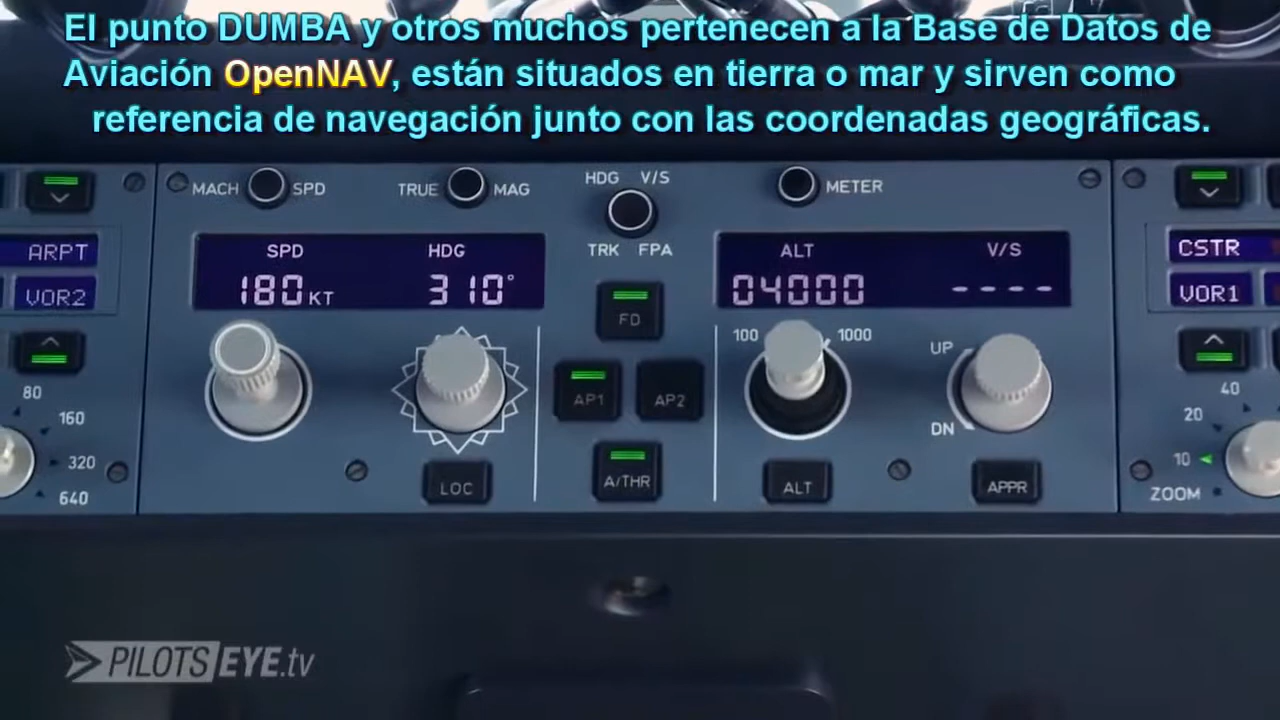 El punto DUMBA y otros muchos pertenecen a la Base de Datos de
Aviación OpenNAV, están situados en tierra o mar y sirven como
referencia de navegación junto con las coordenadas geográficas.
MACH SPD
TRUE MAG
HDG V/S
TRK FPA
METER
ARPT
VOR2
SPD HDG
180 KT 310°
ALT V/S
04000 ----
CSTR
VOR1
FD
100 1000
UP
DN
AP1 AP2
A/THR
LOC
ALT
APPR
80
160
320
640
40
20
10
ZOOM
PILOTSEYE.tv